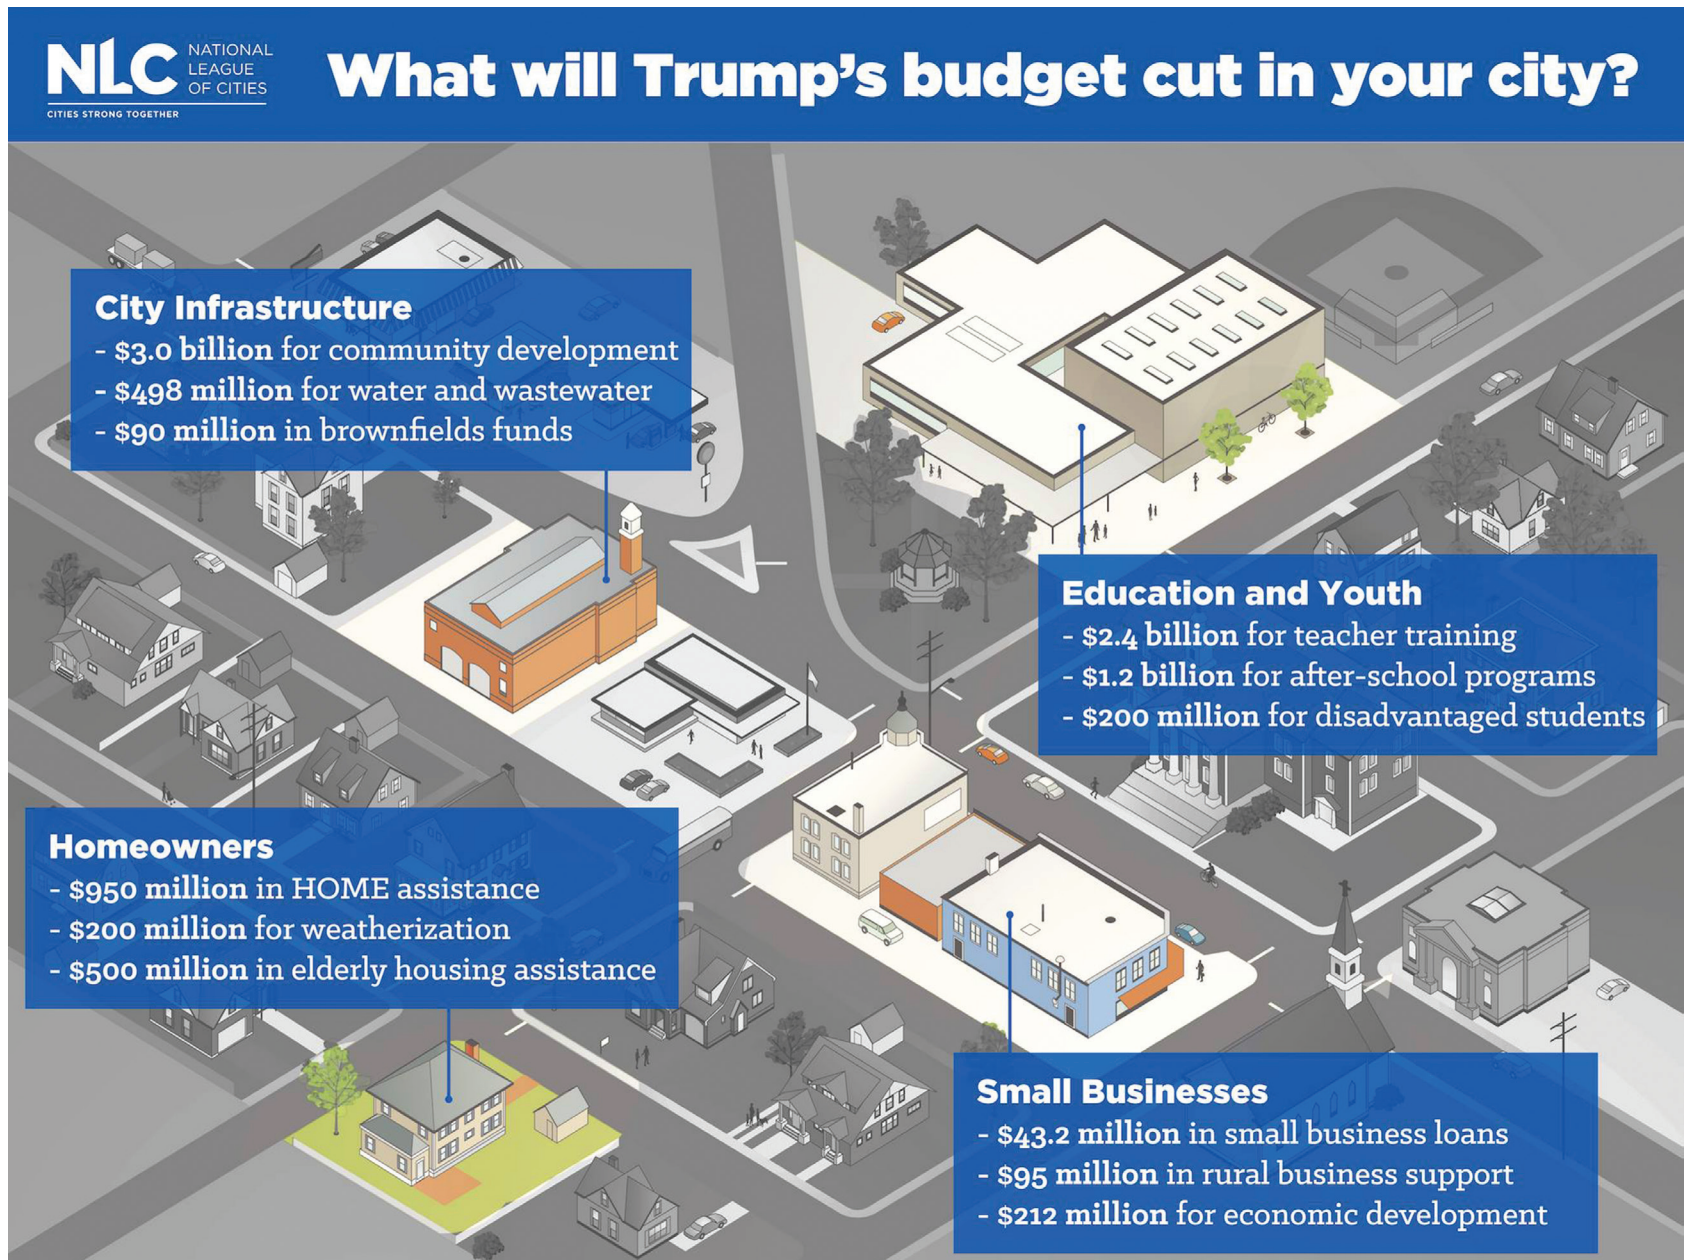 NLC
NATIONAL
LEAGUE
OF CITIES
CITIES STRONG TOGETHER
What will Trump's budget cut in your city?
City Infrastructure
- $3.0 billion for community development
- $498 million for water and wastewater
- $90 million in brownfields funds
Education and Youth
- $2.4 billion for teacher training
- $1.2 billion for after-school programs
- $200 million for disadvantaged students
Homeowners
- $950 million in HOME assistance
- $200 million for weatherization
- $500 million in elderly housing assistance
Small Businesses
- $43.2 million in small business loans
- $95 million in rural business support
- $212 million for economic development